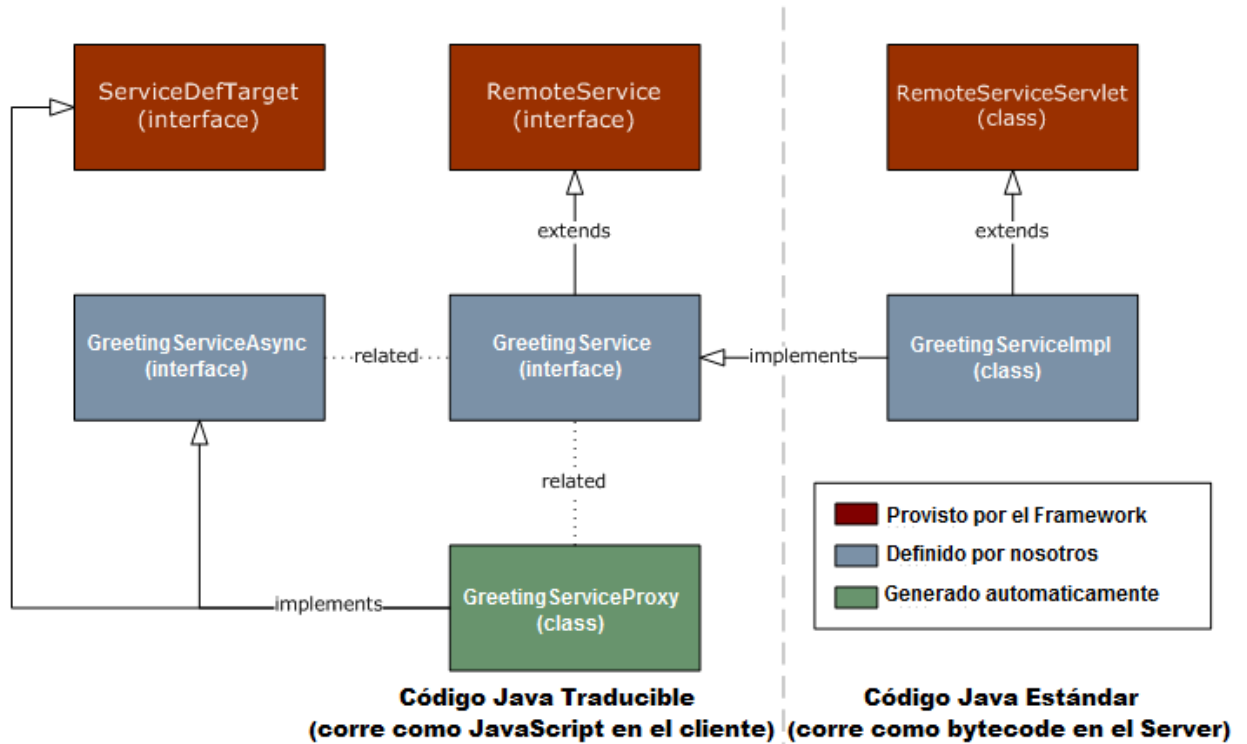 ServiceDefTarget
(interface)
RemoteService
(interface)
RemoteServiceServlet
(class)
extends
extends
GreetingServiceAsync
(interface)
related
GreetingService
(interface)
implements
GreetingServiceImpl
(class)
related
implements
GreetingServiceProxy
(class)
Provisto por el Framework
Definido por nosotros
Generado automaticamente
Código Java Traducible
(corre como JavaScript en el cliente)
Código Java Estándar
(corre como bytecode en el Server)